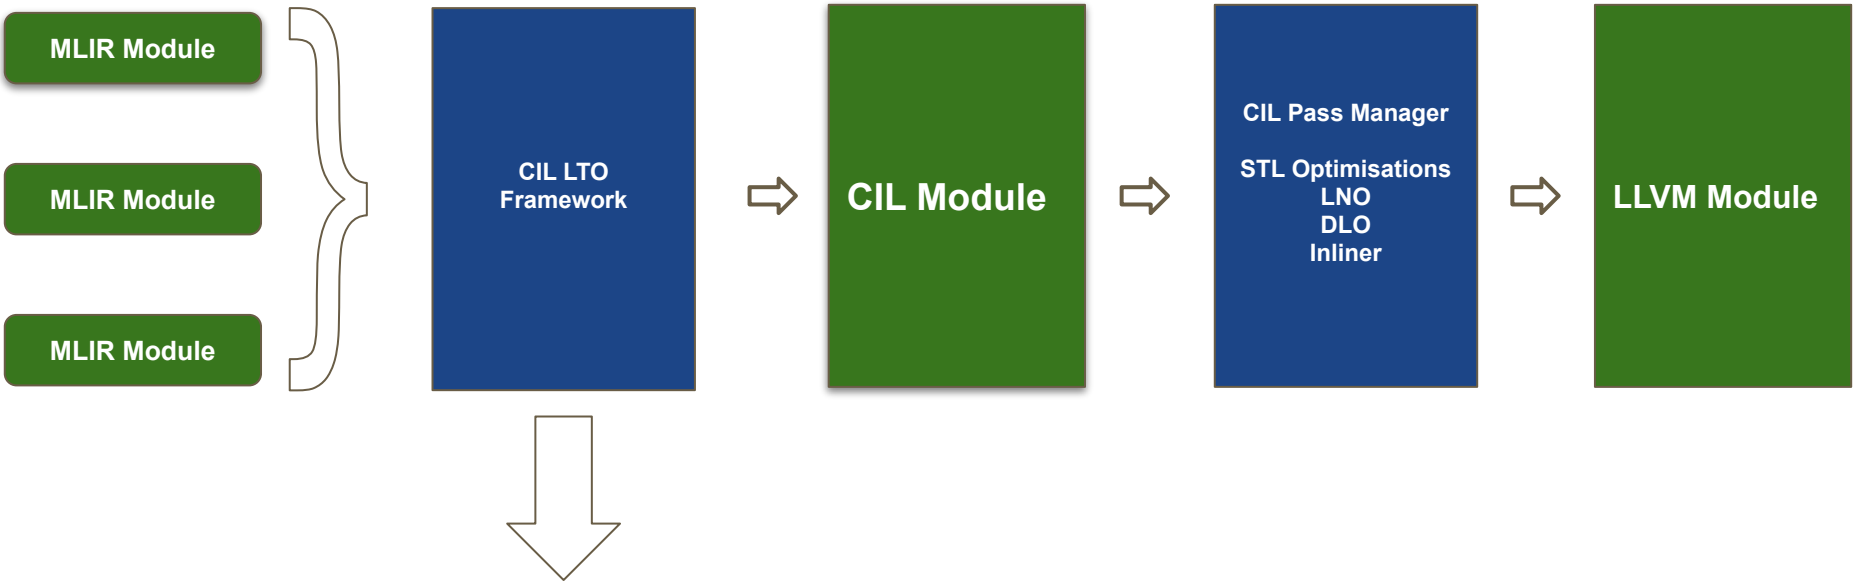 MLIR Module
MLIR Module
MLIR Module
CIL LTO
Framework
CIL Module
CIL Pass Manager
STL Optimisations
LNO
DLO
Inliner
LLVM Module